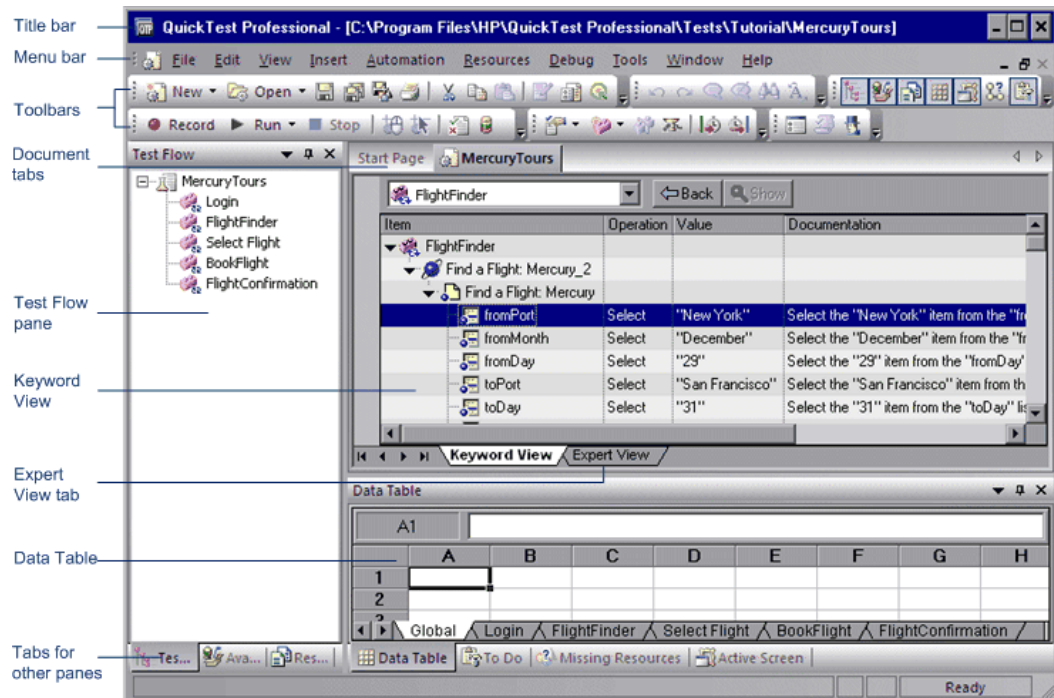 Title bar
QuickTest Professional - [C:\Program Files\HP\QuickTest Professional\Tests\Tutorial\MercuryTours]
Menu bar
File Edit View Insert Automation Resources Debug Tools Window Help
Toolbars
New Open
Record Run Stop
Document
tabs
Test Flow
Start Page MercuryTours
MercuryTours
Login
FlightFinder
Select Flight
BookFlight
FlightConfirmation
FlightFinder Back Show
Item Operation Value Documentation
FlightFinder
Find a Flight: Mercury_2
Find a Flight: Mercury
fromPort Select "New York" Select the "New York" item from the "fr
fromMonth Select "December" Select the "December" item from the "fr
fromDay Select "29" Select the "29" item from the "fromDay"
toPort Select "San Francisco" Select the "San Francisco" item from th
toDay Select "31" Select the "31" item from the "toDay" lis
Test Flow
pane
Keyword
View
Keyword View Expert View
Expert
View tab
Data Table
A1
Data Table
A B C D E F G H
1
2
3
Global Login FlightFinder Select Flight BookFlight FlightConfirmation
Tabs for
other panes
Tes... Ava... Res...
Data Table To Do Missing Resources Active Screen
Ready